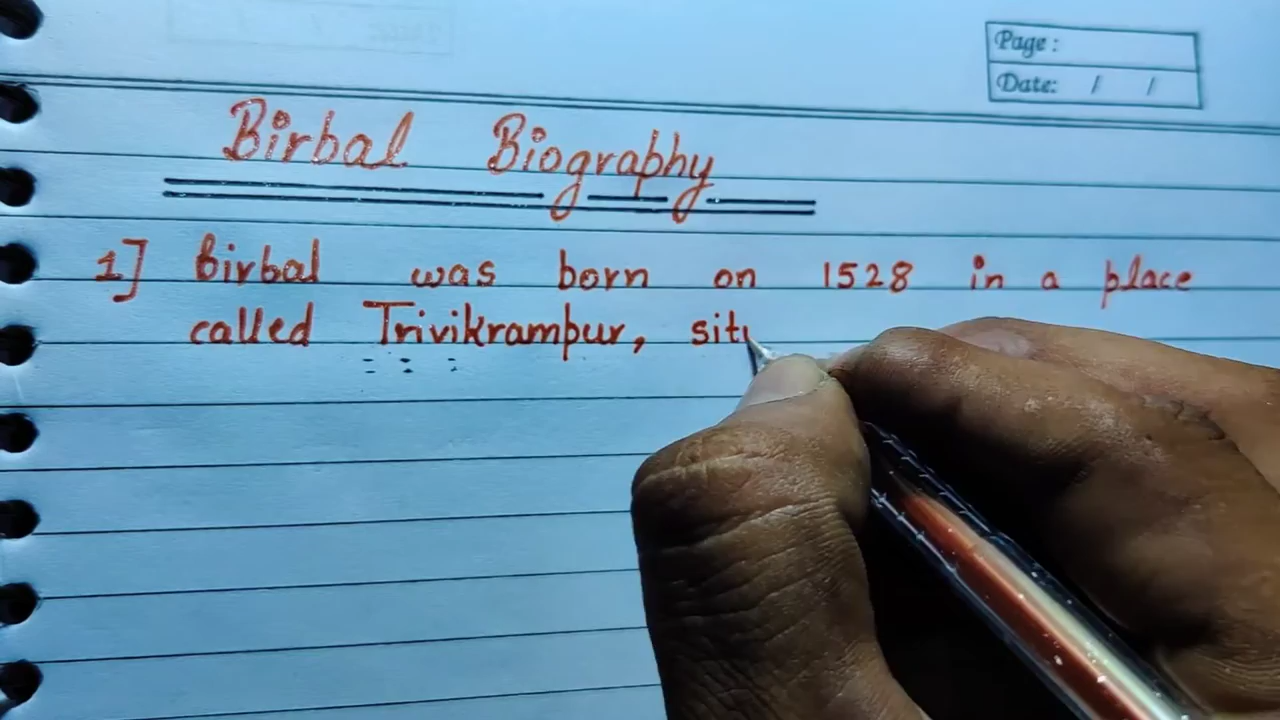 Page :
Date: / /
Birbal Biography
1] Birbal was born on 1528 in a place
called Trivikrampur, sit